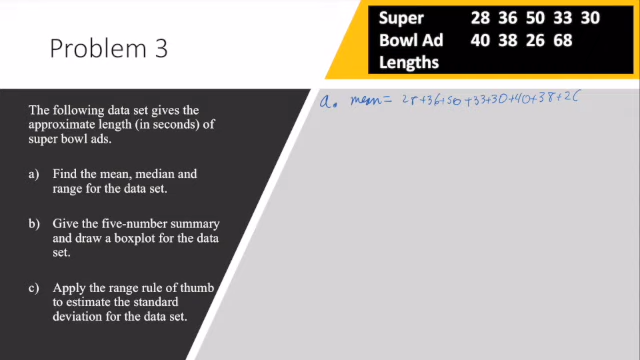 Problem 3
Super 28 36 50 33 30
Bowl Ad 40 38 26 68
Lengths
The following data set gives the
approximate length (in seconds) of
super bowl ads.
a) Find the mean, median and
range for the data set.
b) Give the five-number summary
and draw a boxplot for the data
set.
c) Apply the range rule of thumb
to estimate the standard
deviation for the data set.
a. mean = 28+36+50+33+30+40+38+2